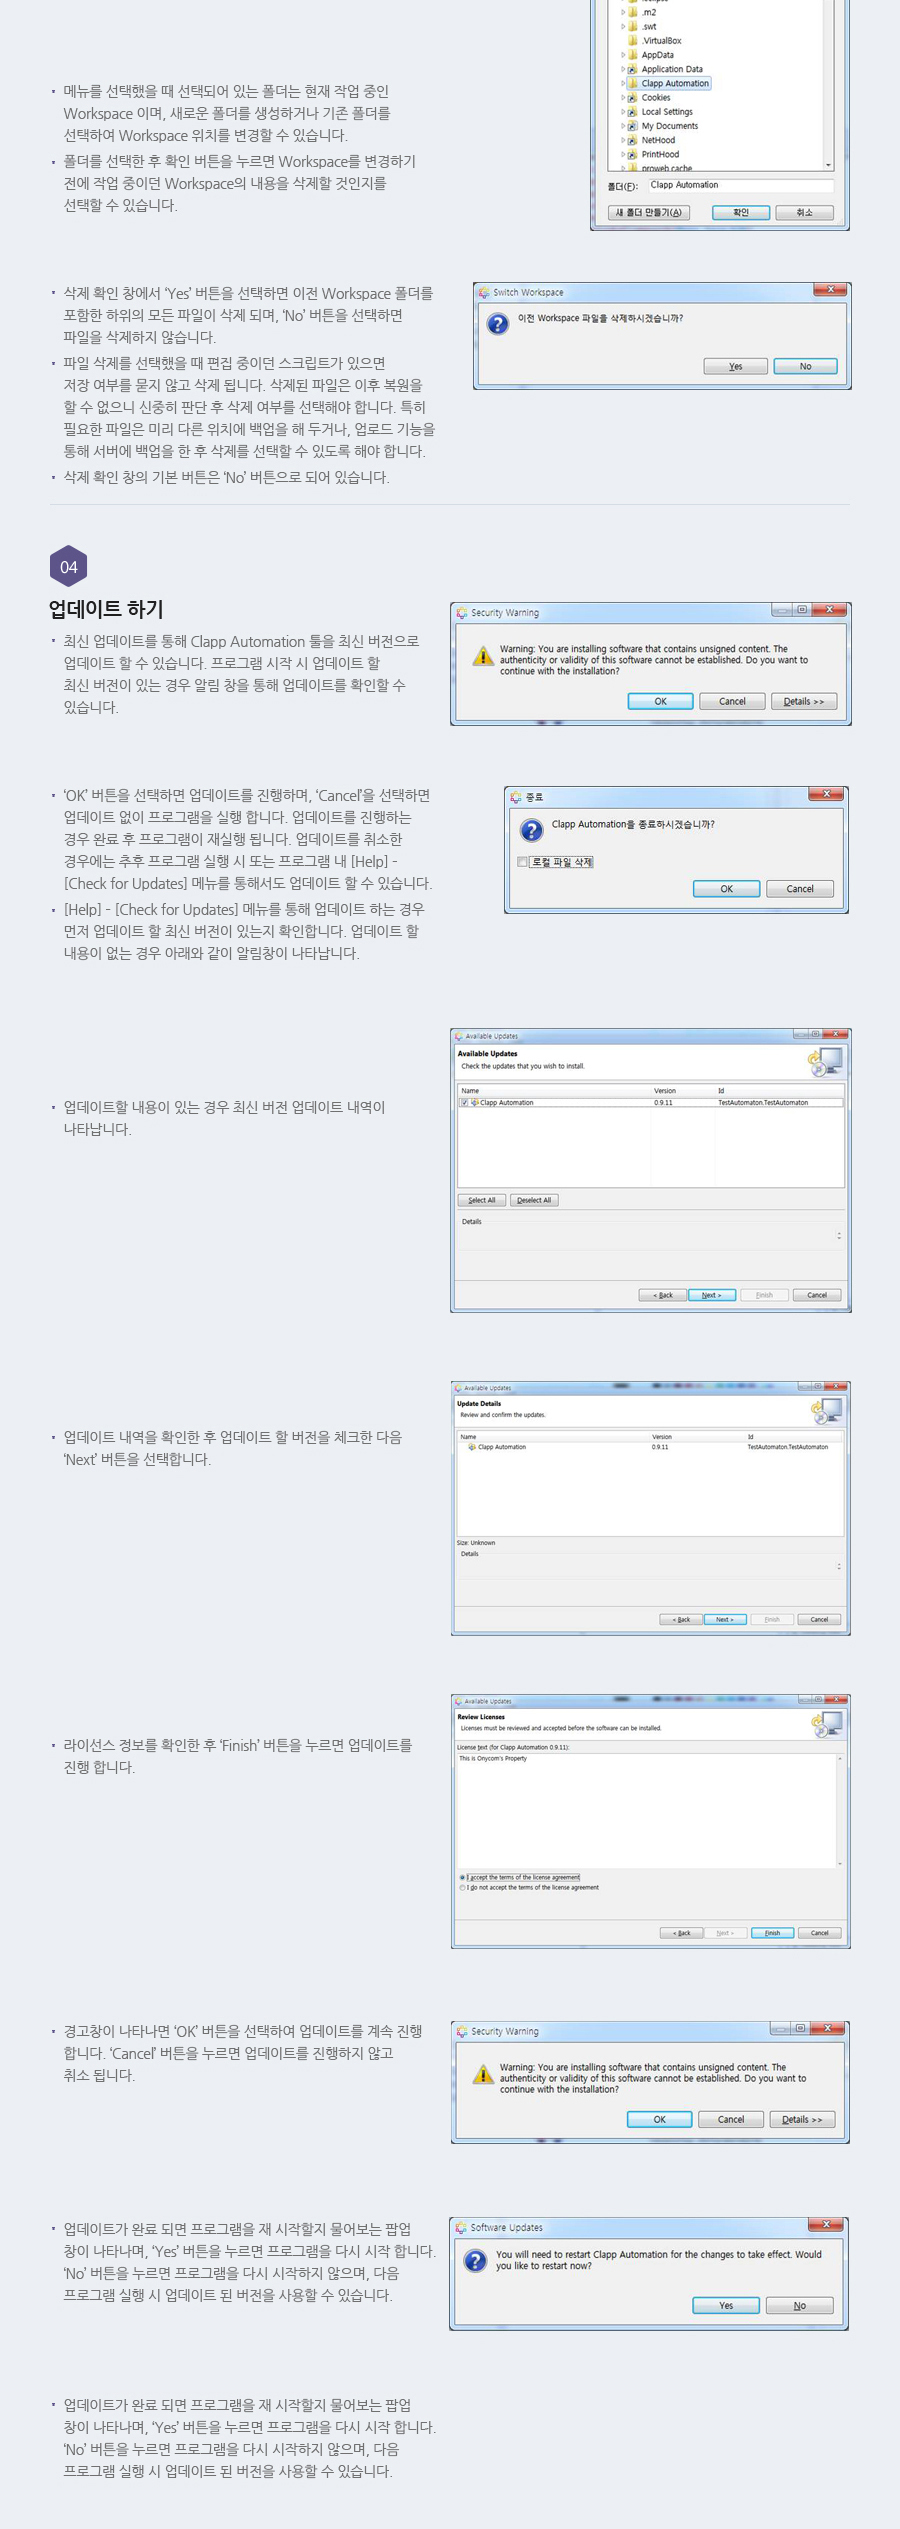 .m2
.swt
.VirtualBox
AppData
Application Data
Clapp Automation
Cookies
Local Settings
My Documents
NetHood
PrintHood
proweb cache
폴더(F): Clapp Automation
새 폴더 만들기(A) 확인 취소
메뉴를 선택했을 때 선택되어 있는 폴더는 현재 작업 중인
Workspace 이며, 새로운 폴더를 생성하거나 기존 폴더를
선택하여 Workspace 위치를 변경할 수 있습니다.
폴더를 선택한 후 확인 버튼을 누르면 Workspace를 변경하기
전에 작업 중이던 Workspace의 내용을 삭제할 것인지를
선택할 수 있습니다.
삭제 확인 창에서 ‘Yes’ 버튼을 선택하면 이전 Workspace 폴더를
포함한 하위의 모든 파일이 삭제 되며, ‘No’ 버튼을 선택하면
파일을 삭제하지 않습니다.
파일 삭제를 선택했을 때 편집 중이던 스크립트가 있으면
저장 여부를 묻지 않고 삭제 됩니다. 삭제된 파일은 이후 복원을
할 수 없으니 신중히 판단 후 삭제 여부를 선택해야 합니다. 특히
필요한 파일은 미리 다른 위치에 백업을 해 두거나, 업로드 기능을
통해 서버에 백업을 한 후 삭제를 선택할 수 있도록 해야 합니다.
삭제 확인 창의 기본 버튼은 ‘No’ 버튼으로 되어 있습니다.
Switch Workspace
이전 Workspace 파일을 삭제하시겠습니까?
Yes No
04
업데이트 하기
최신 업데이트를 통해 Clapp Automation 툴을 최신 버전으로
업데이트 할 수 있습니다. 프로그램 시작 시 업데이트 할
최신 버전이 있는 경우 알림 창을 통해 업데이트를 확인할 수
있습니다.
Security Warning
Warning: You are installing software that contains unsigned content. The
authenticity or validity of this software cannot be established. Do you want to
continue with the installation?
OK Cancel Details >>
‘OK’ 버튼을 선택하면 업데이트를 진행하며, ‘Cancel’을 선택하면
업데이트 없이 프로그램을 실행 합니다. 업데이트를 진행하는
경우 완료 후 프로그램이 재실행 됩니다. 업데이트를 취소한
경우에는 추후 프로그램 실행 시 또는 프로그램 내 [Help] -
[Check for Updates] 메뉴를 통해서도 업데이트 할 수 있습니다.
[Help] - [Check for Updates] 메뉴를 통해 업데이트 하는 경우
먼저 업데이트 할 최신 버전이 있는지 확인합니다. 업데이트 할
내용이 없는 경우 아래와 같이 알림창이 나타납니다.
종료
Clapp Automation을 종료하시겠습니까?
로컬 파일 삭제
OK Cancel
업데이트할 내용이 있는 경우 최신 버전 업데이트 내역이
나타납니다.
Available Updates
Available Updates
Check the updates that you wish to install.
Name Version Id
Clapp Automation 0.9.11 TestAutomaton.TestAutomaton
Select All Deselect All
Details
< Back Next > Finish Cancel
업데이트 내역을 확인한 후 업데이트 할 버전을 체크한 다음
‘Next’ 버튼을 선택합니다.
Available Updates
Update Details
Review and confirm the updates.
Name Version Id
Clapp Automation 0.9.11 TestAutomaton.TestAutomaton
Size: Unknown
Details
< Back Next > Finish Cancel
라이선스 정보를 확인한 후 ‘Finish’ 버튼을 누르면 업데이트를
진행 합니다.
Available Updates
Review Licenses
Licenses must be reviewed and accepted before the software can be installed.
License text (for Clapp Automation 0.9.11):
This is Onycom's Property
I accept the terms of the license agreement
I do not accept the terms of the license agreement
< Back Next > Finish Cancel
경고창이 나타나면 ‘OK’ 버튼을 선택하여 업데이트를 계속 진행
합니다. ‘Cancel’ 버튼을 누르면 업데이트를 진행하지 않고
취소 됩니다.
Security Warning
Warning: You are installing software that contains unsigned content. The
authenticity or validity of this software cannot be established. Do you want to
continue with the installation?
OK Cancel Details >>
업데이트가 완료 되면 프로그램을 재 시작할지 물어보는 팝업
창이 나타나며, ‘Yes’ 버튼을 누르면 프로그램을 다시 시작 합니다.
‘No’ 버튼을 누르면 프로그램을 다시 시작하지 않으며, 다음
프로그램 실행 시 업데이트 된 버전을 사용할 수 있습니다.
Software Updates
You will need to restart Clapp Automation for the changes to take effect. Would
you like to restart now?
Yes No
업데이트가 완료 되면 프로그램을 재 시작할지 물어보는 팝업
창이 나타나며, ‘Yes’ 버튼을 누르면 프로그램을 다시 시작 합니다.
‘No’ 버튼을 누르면 프로그램을 다시 시작하지 않으며, 다음
프로그램 실행 시 업데이트 된 버전을 사용할 수 있습니다.